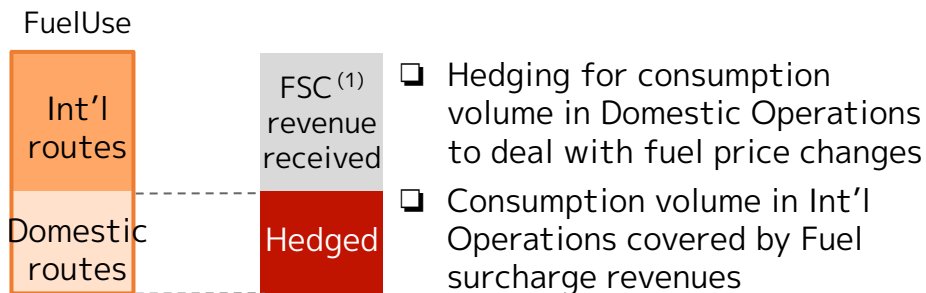 FuelUse
Int'l
routes
Domestic
routes
FSC (1)
revenue
received
Hedged
❏ Hedging for consumption
volume in Domestic Operations
to deal with fuel price changes
❏ Consumption volume in Int'l
Operations covered by Fuel
surcharge revenues